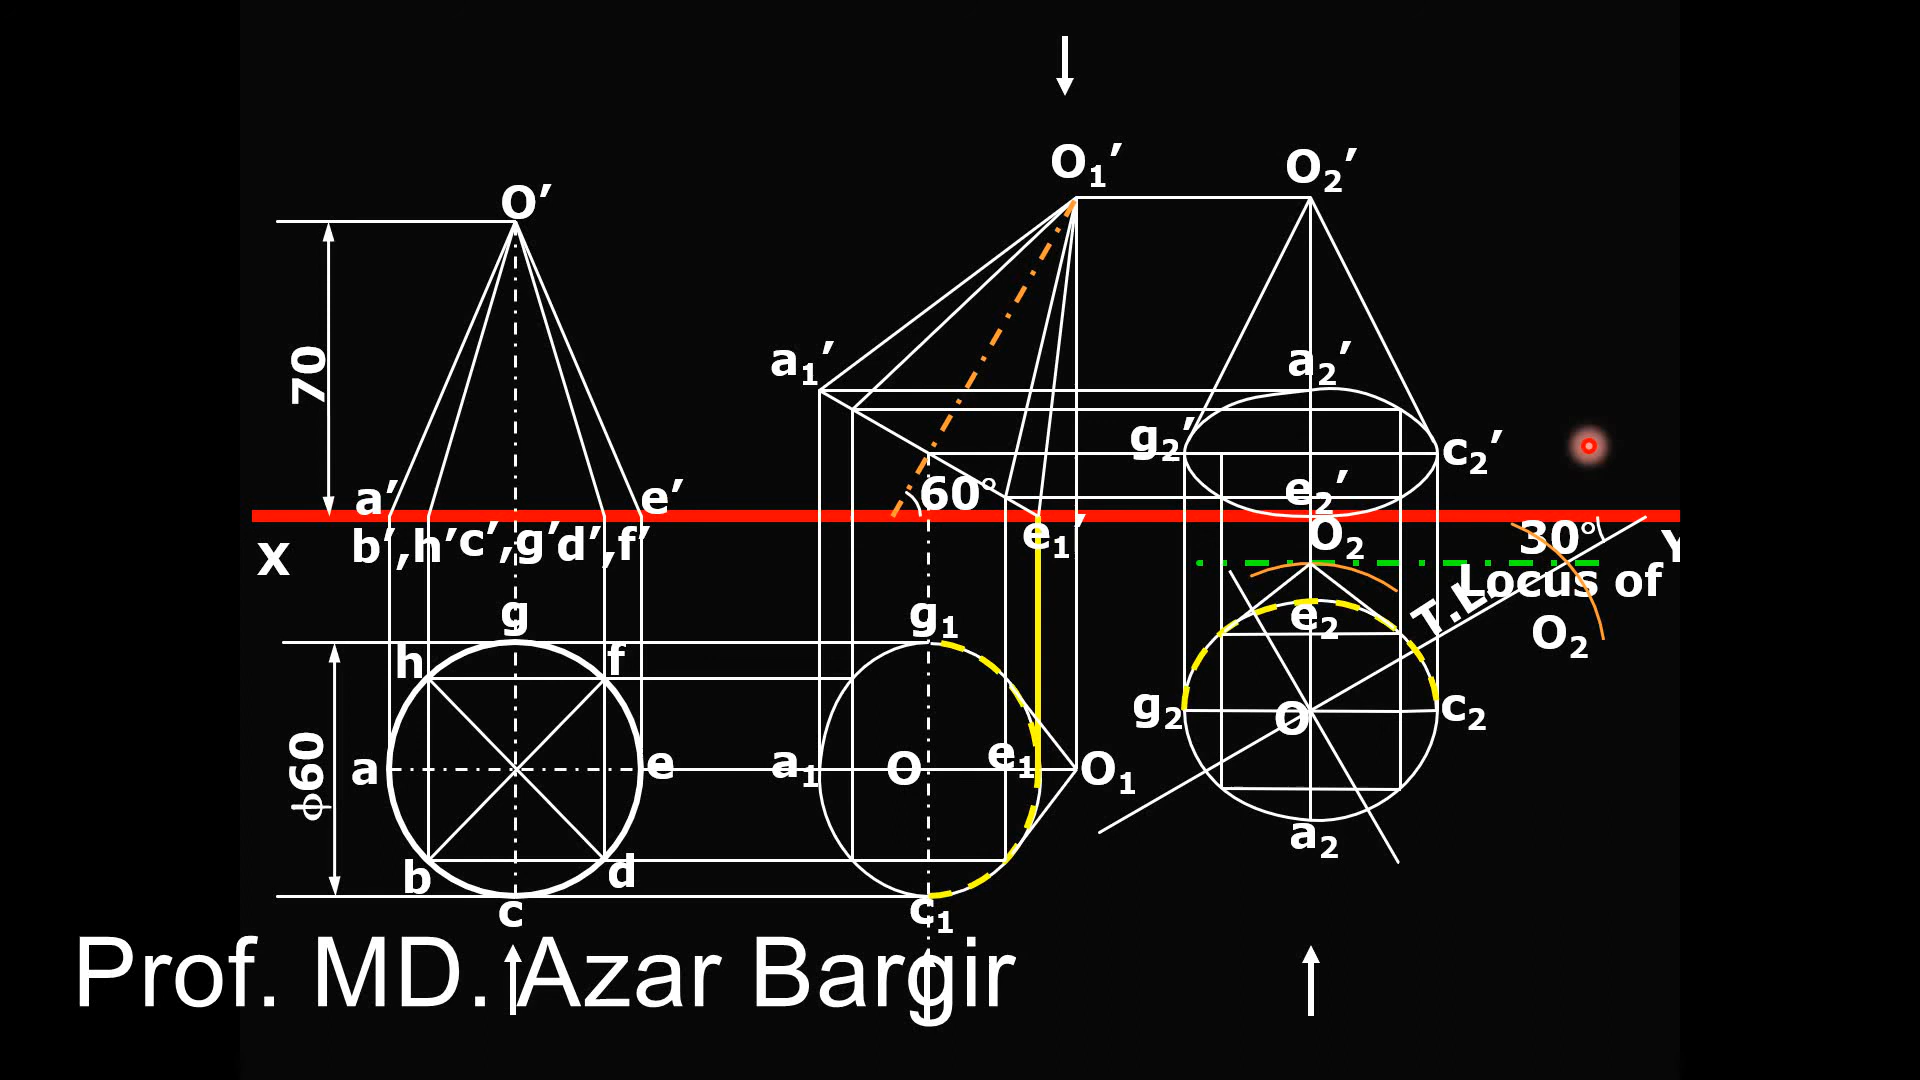 O₁’
O₂’
O’
70
a₁’
a₂’
g₂’
c₂’
a’
e’
60°
e₂’
X
b’,h’
c’,g’
d’,f’
e₁’
O₂
30°
Y
Locus of
O₂
T.L.
g
g₁
e₂
h
f
g₂
O
c₂
ϕ60
a
e
a₁
O
e₁
O₁
a₂
b
d
c
c₁
Prof. MD. Azar Bargir